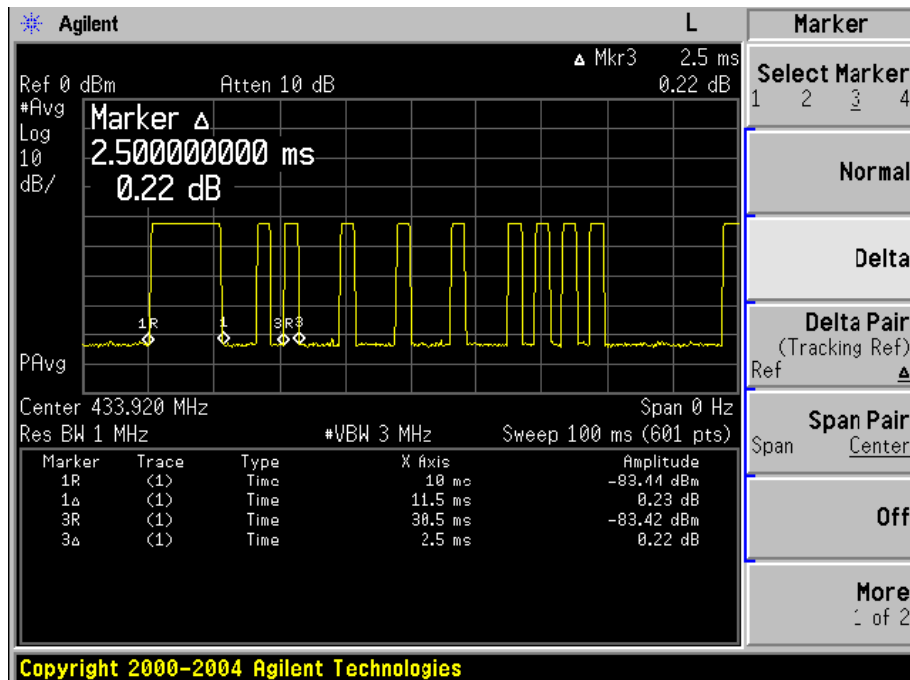 Agilent L Marker
Δ Mkr3 2.5 ms
Ref 0 dBm Atten 10 dB 0.22 dB
#Avg
Log
10
dB/
Marker Δ
2.500000000 ms
0.22 dB
1R 1 3R 3
PAvg
Center 433.920 MHz Span 0 Hz
Res BW 1 MHz #VBW 3 MHz Sweep 100 ms (601 pts)
Marker Trace Type X Axis Amplitude
1R (1) Time 10 ms -83.44 dBm
1Δ (1) Time 11.5 ms 0.23 dB
3R (1) Time 30.5 ms -83.42 dBm
3Δ (1) Time 2.5 ms 0.22 dB
Select Marker
1 2 3 4
Normal
Delta
Delta Pair
(Tracking Ref)
Ref Δ
Span Pair
Span Center
Off
More
1 of 2
Copyright 2000-2004 Agilent Technologies